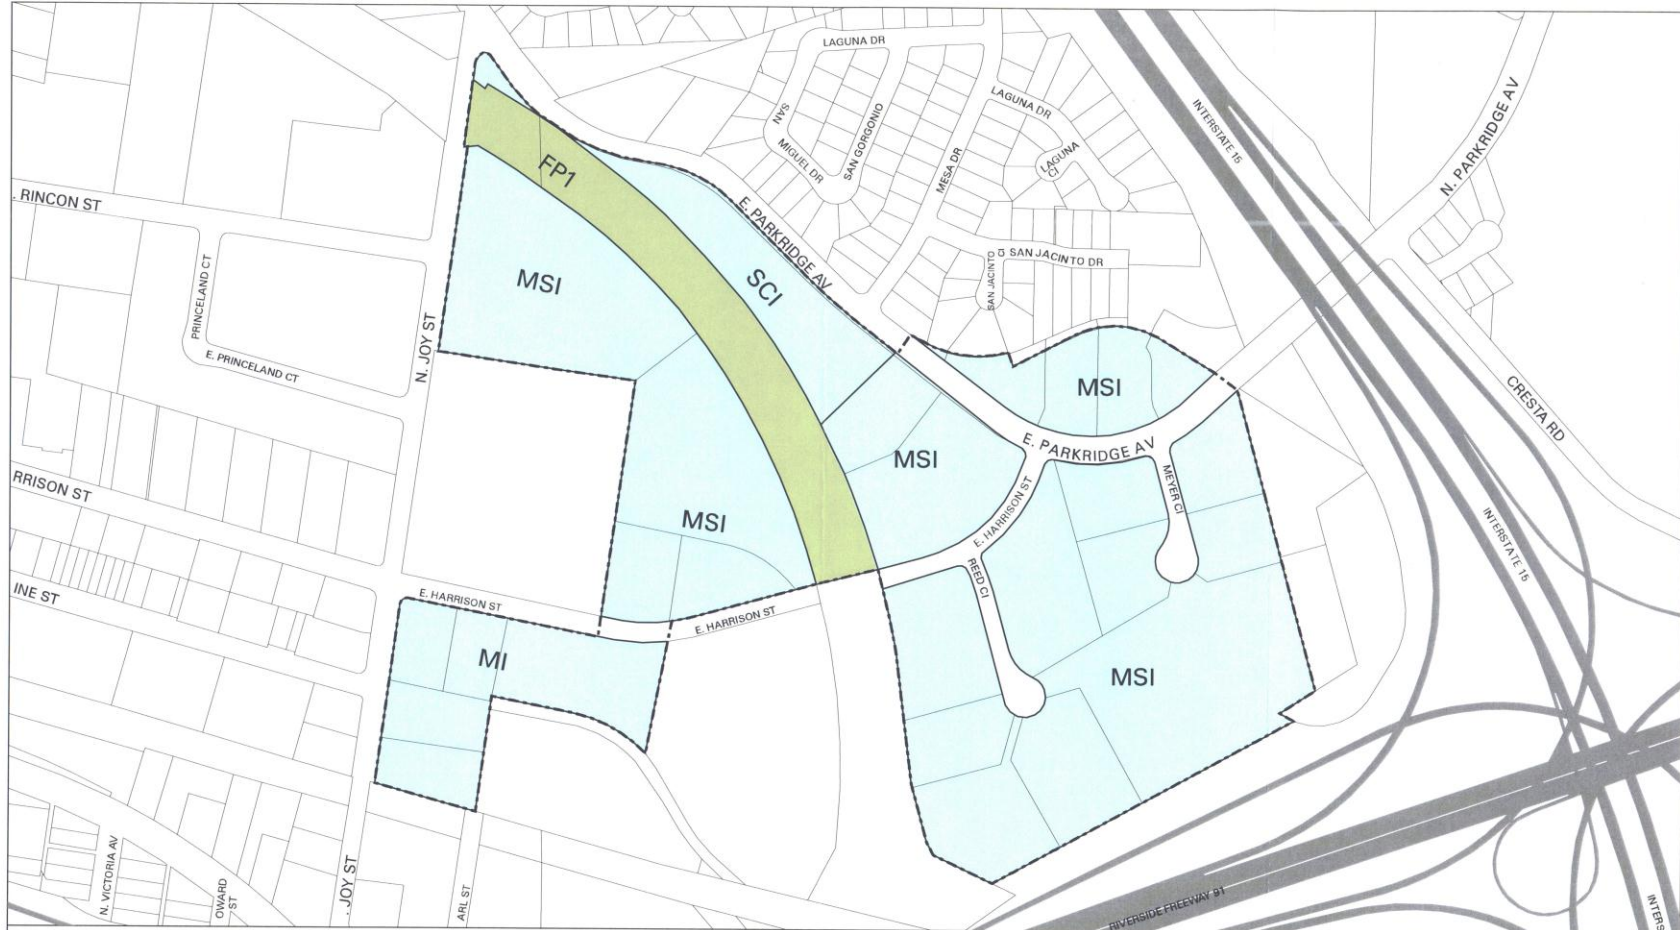 LAGUNA DR
LAGUNA DR
SAN
MIGUEL DR
SAN GORGONIO
MESA DR
LAGUNA
CI
INTERSTATE 15
N. PARKRIDGE AV
. RINCON ST
FP1
E. PARKRIDGE AV
SAN JACINTO DR
SAN JACINTO
CI
PRINCELAND CT
MSI
SCI
N. JOY ST
E. PRINCELAND CT
MSI
CRESTA RD
E. PARKRIDGE AV
MSI
RRISON ST
MEYER CI
MSI
E. HARRISON ST
INTERSTATE 15
REED CI
INE ST
E. HARRISON ST
E. HARRISON ST
MI
MSI
N. VICTORIA AV
OWARD
ST
. JOY ST
ARL ST
RIVERSIDE FREEWAY 91
INTERS